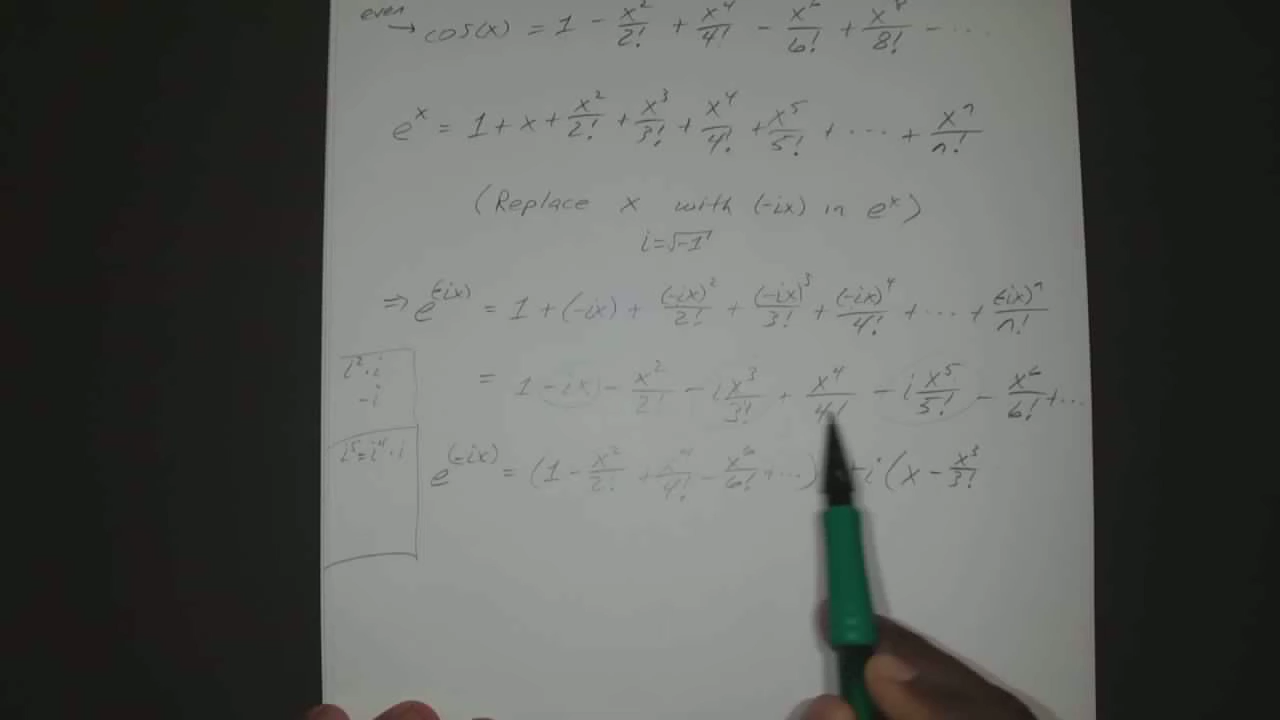 even
→ cos(x) = 1 - x²/2! + x⁴/4! - x⁶/6! + x⁸/8! - ...
eˣ = 1 + x + x²/2! + x³/3! + x⁴/4! + x⁵/5! + ... + xⁿ/n!
(Replace x with (-ix) in eˣ)
i = √-1
⇒ e^(-ix) = 1 + (-ix) + (-ix)²/2! + (-ix)³/3! + (-ix)⁴/4! + ... + (-ix)ⁿ/n!
i²·i
-i
= 1 - ix - x²/2! - i x³/3! + x⁴/4! - i x⁵/5! - x⁶/6! + ...
i⁵=i⁴·i
e^(-ix) = (1 - x²/2! + x⁴/4! - x⁶/6! + ...) - i (x - x³/3!